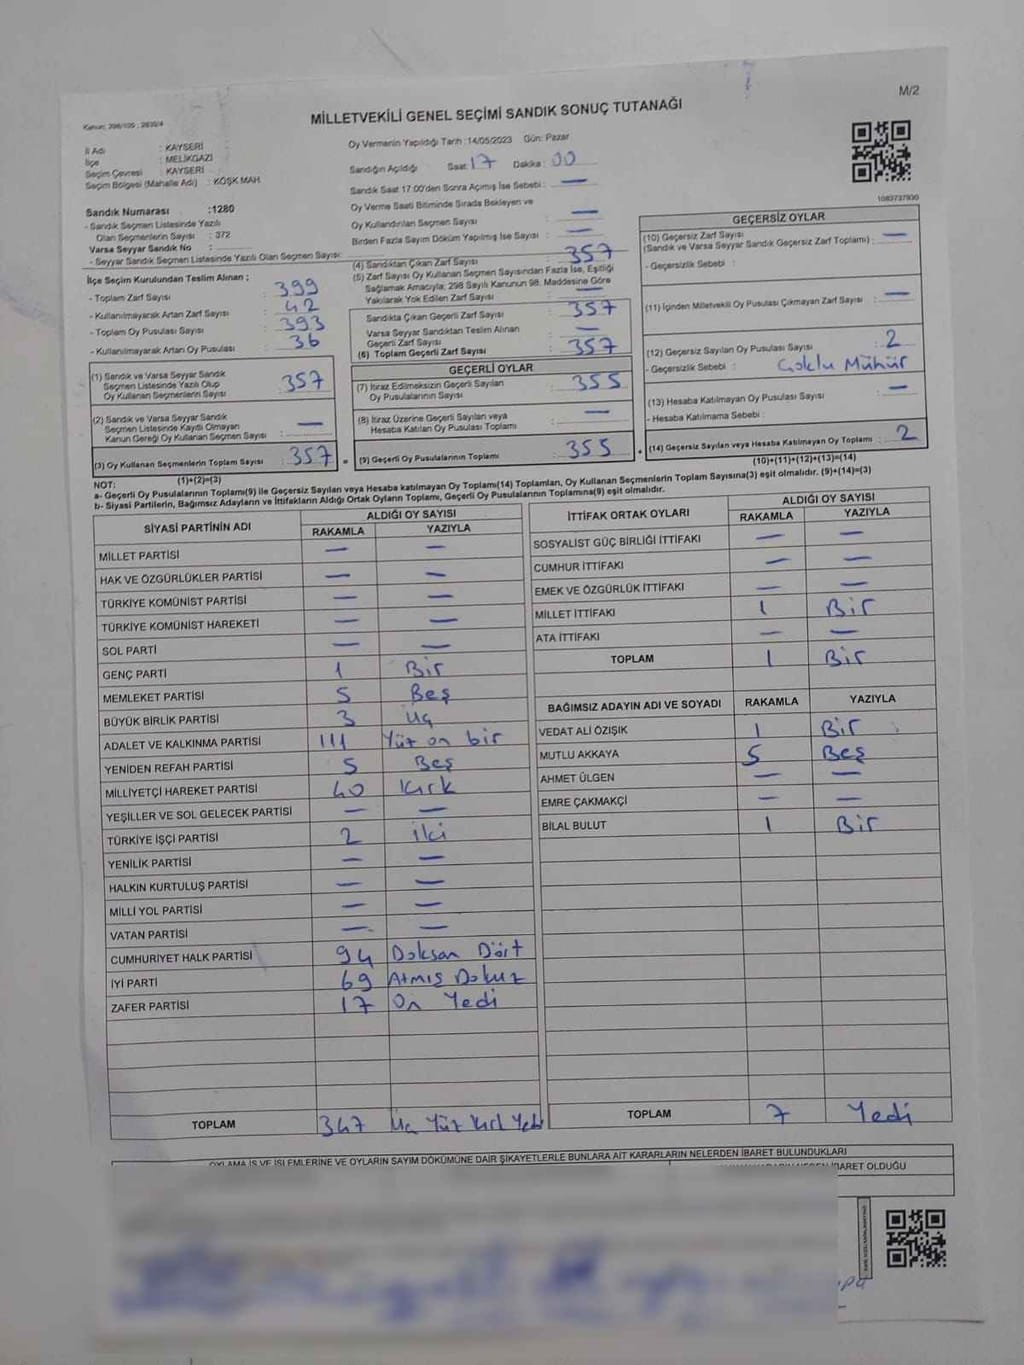 M/2
Kanun: 298/105 ; 2839/4
MİLLETVEKİLİ GENEL SEÇİMİ SANDIK SONUÇ TUTANAĞI
İl Adı : KAYSERİ
İlçe : MELİKGAZİ
Seçim Çevresi : KAYSERİ
Seçim Bölgesi (Mahalle Adı) : KÖŞK MAH.
Oy Vermenin Yapıldığı Tarih :14/05/2023 Gün: Pazar
Sandığın Açıldığı Saat: 17 Dakika : 00
Sandık Saat 17:00'den Sonra Açımış İse Sebebi : —
Oy Verme Saati Bitiminde Sırada Bekleyen ve
Oy Kullandırılan Seçmen Sayısı : —
Birden Fazla Sayım Döküm Yapılmış İse Sayısı : —
1083737930
Sandık Numarası :1280
- Sandık Seçmen Listesinde Yazılı
Olan Seçmenlerin Sayısı : 372
Varsa Seyyar Sandık No :
- Seyyar Sandık Seçmen Listesinde Yazılı Olan Seçmen Sayısı:
İlçe Seçim Kurulundan Teslim Alınan ;
- Toplam Zarf Sayısı : 399
- Kullanılmayarak Artan Zarf Sayısı : 42
- Toplam Oy Pusulası Sayısı : 393
- Kullanılmayarak Artan Oy Pusulası : 36
(1) Sandık ve Varsa Seyyar Sandık
Seçmen Listesinde Yazılı Olup
Oy Kullanan Seçmenlerin Sayısı : 357
(2) Sandık ve Varsa Seyyar Sandık
Seçmen Listesinde Kayıtlı Olmayan
Kanun Gereği Oy Kullanan Seçmen Sayısı : —
(3) Oy Kullanan Seçmenlerin Toplam Sayısı : 357
(1)+(2)=(3)
(4) Sandıktan Çıkan Zarf Sayısı : 357
(5) Zarf Sayısı Oy Kullanan Seçmen Sayısından Fazla İse, Eşitliği
Sağlamak Amacıyla; 298 Sayılı Kanunun 98. Maddesine Göre
Yakılarak Yok Edilen Zarf Sayısı : —
Sandıkta Çıkan Geçerli Zarf Sayısı : 357
Varsa Seyyar Sandıktan Teslim Alınan
Geçerli Zarf Sayısı : —
(6) Toplam Geçerli Zarf Sayısı : 357
GEÇERLİ OYLAR
(7) İtiraz Edilmeksizin Geçerli Sayılan
Oy Pusulalarının Sayısı : 355
(8) İtiraz Üzerine Geçerli Sayılan veya
Hesaba Katılan Oy Pusulası Toplamı : —
= (9) Geçerli Oy Pusulalarının Toplamı : 355
GEÇERSİZ OYLAR
(10) Geçersiz Zarf Sayısı
(Sandık ve Varsa Seyyar Sandık Geçersiz Zarf Toplamı) : —
- Geçersizlik Sebebi :
(11) İçinden Milletvekili Oy Pusulası Çıkmayan Zarf Sayısı : —
(12) Geçersiz Sayılan Oy Pusulası Sayısı : 2
- Geçersizlik Sebebi : Çoklu Mühür
(13) Hesaba Katılmayan Oy Pusulası Sayısı : —
- Hesaba Katılmama Sebebi :
+ (14) Geçersiz Sayılan veya Hesaba Katılmayan Oy Toplamı : 2
(10)+(11)+(12)+(13)=(14)
NOT:
a- Geçerli Oy Pusulalarının Toplamı(9) ile Geçersiz Sayılan veya Hesaba katılmayan Oy Toplamı(14) Toplamları, Oy Kullanan Seçmenlerin Toplam Sayısına(3) eşit olmalıdır. (9)+(14)=(3)
b- Siyasi Partilerin, Bağımsız Adayların ve İttifakların Aldığı Ortak Oyların Toplamı, Geçerli Oy Pusulalarının Toplamına(9) eşit olmalıdır.
SİYASİ PARTİNİN ADI ALDIĞI OY SAYISI
RAKAMLA YAZIYLA
MİLLET PARTİSİ — —
HAK VE ÖZGÜRLÜKLER PARTİSİ — —
TÜRKİYE KOMÜNİST PARTİSİ — —
TÜRKİYE KOMÜNİST HAREKETİ — —
SOL PARTİ — —
GENÇ PARTİ 1 Bir
MEMLEKET PARTİSİ 5 Beş
BÜYÜK BİRLİK PARTİSİ 3 Üç
ADALET VE KALKINMA PARTİSİ 111 Yüz on bir
YENİDEN REFAH PARTİSİ 5 Beş
MİLLİYETÇİ HAREKET PARTİSİ 40 Kırk
YEŞİLLER VE SOL GELECEK PARTİSİ — —
TÜRKİYE İŞÇİ PARTİSİ 2 iki
YENİLİK PARTİSİ — —
HALKIN KURTULUŞ PARTİSİ — —
MİLLİ YOL PARTİSİ — —
VATAN PARTİSİ — —
CUMHURİYET HALK PARTİSİ 94 Doksan Dört
İYİ PARTİ 69 Atmış Dokuz
ZAFER PARTİSİ 17 On Yedi
TOPLAM 347 Üç Yüz Kırk Yedi
İTTİFAK ORTAK OYLARI ALDIĞI OY SAYISI
RAKAMLA YAZIYLA
SOSYALİST GÜÇ BİRLİĞİ İTTİFAKI — —
CUMHUR İTTİFAKI — —
EMEK VE ÖZGÜRLÜK İTTİFAKI — —
MİLLET İTTİFAKI 1 Bir
ATA İTTİFAKI — —
TOPLAM 1 Bir
BAĞIMSIZ ADAYIN ADI VE SOYADI RAKAMLA YAZIYLA
VEDAT ALİ ÖZIŞIK 1 Bir
MUTLU AKKAYA 5 Beş
AHMET ÜLGEN — —
EMRE ÇAKMAKÇİ — —
BİLAL BULUT 1 Bir
TOPLAM 7 Yedi
OYLAMA İŞ VE İŞLEMLERİNE VE OYLARIN SAYIM DÖKÜMÜNE DAİR ŞİKAYETLERLE BUNLARA AİT KARARLARIN NELERDEN İBARET BULUNDUKLARI
İBARET OLDUĞU